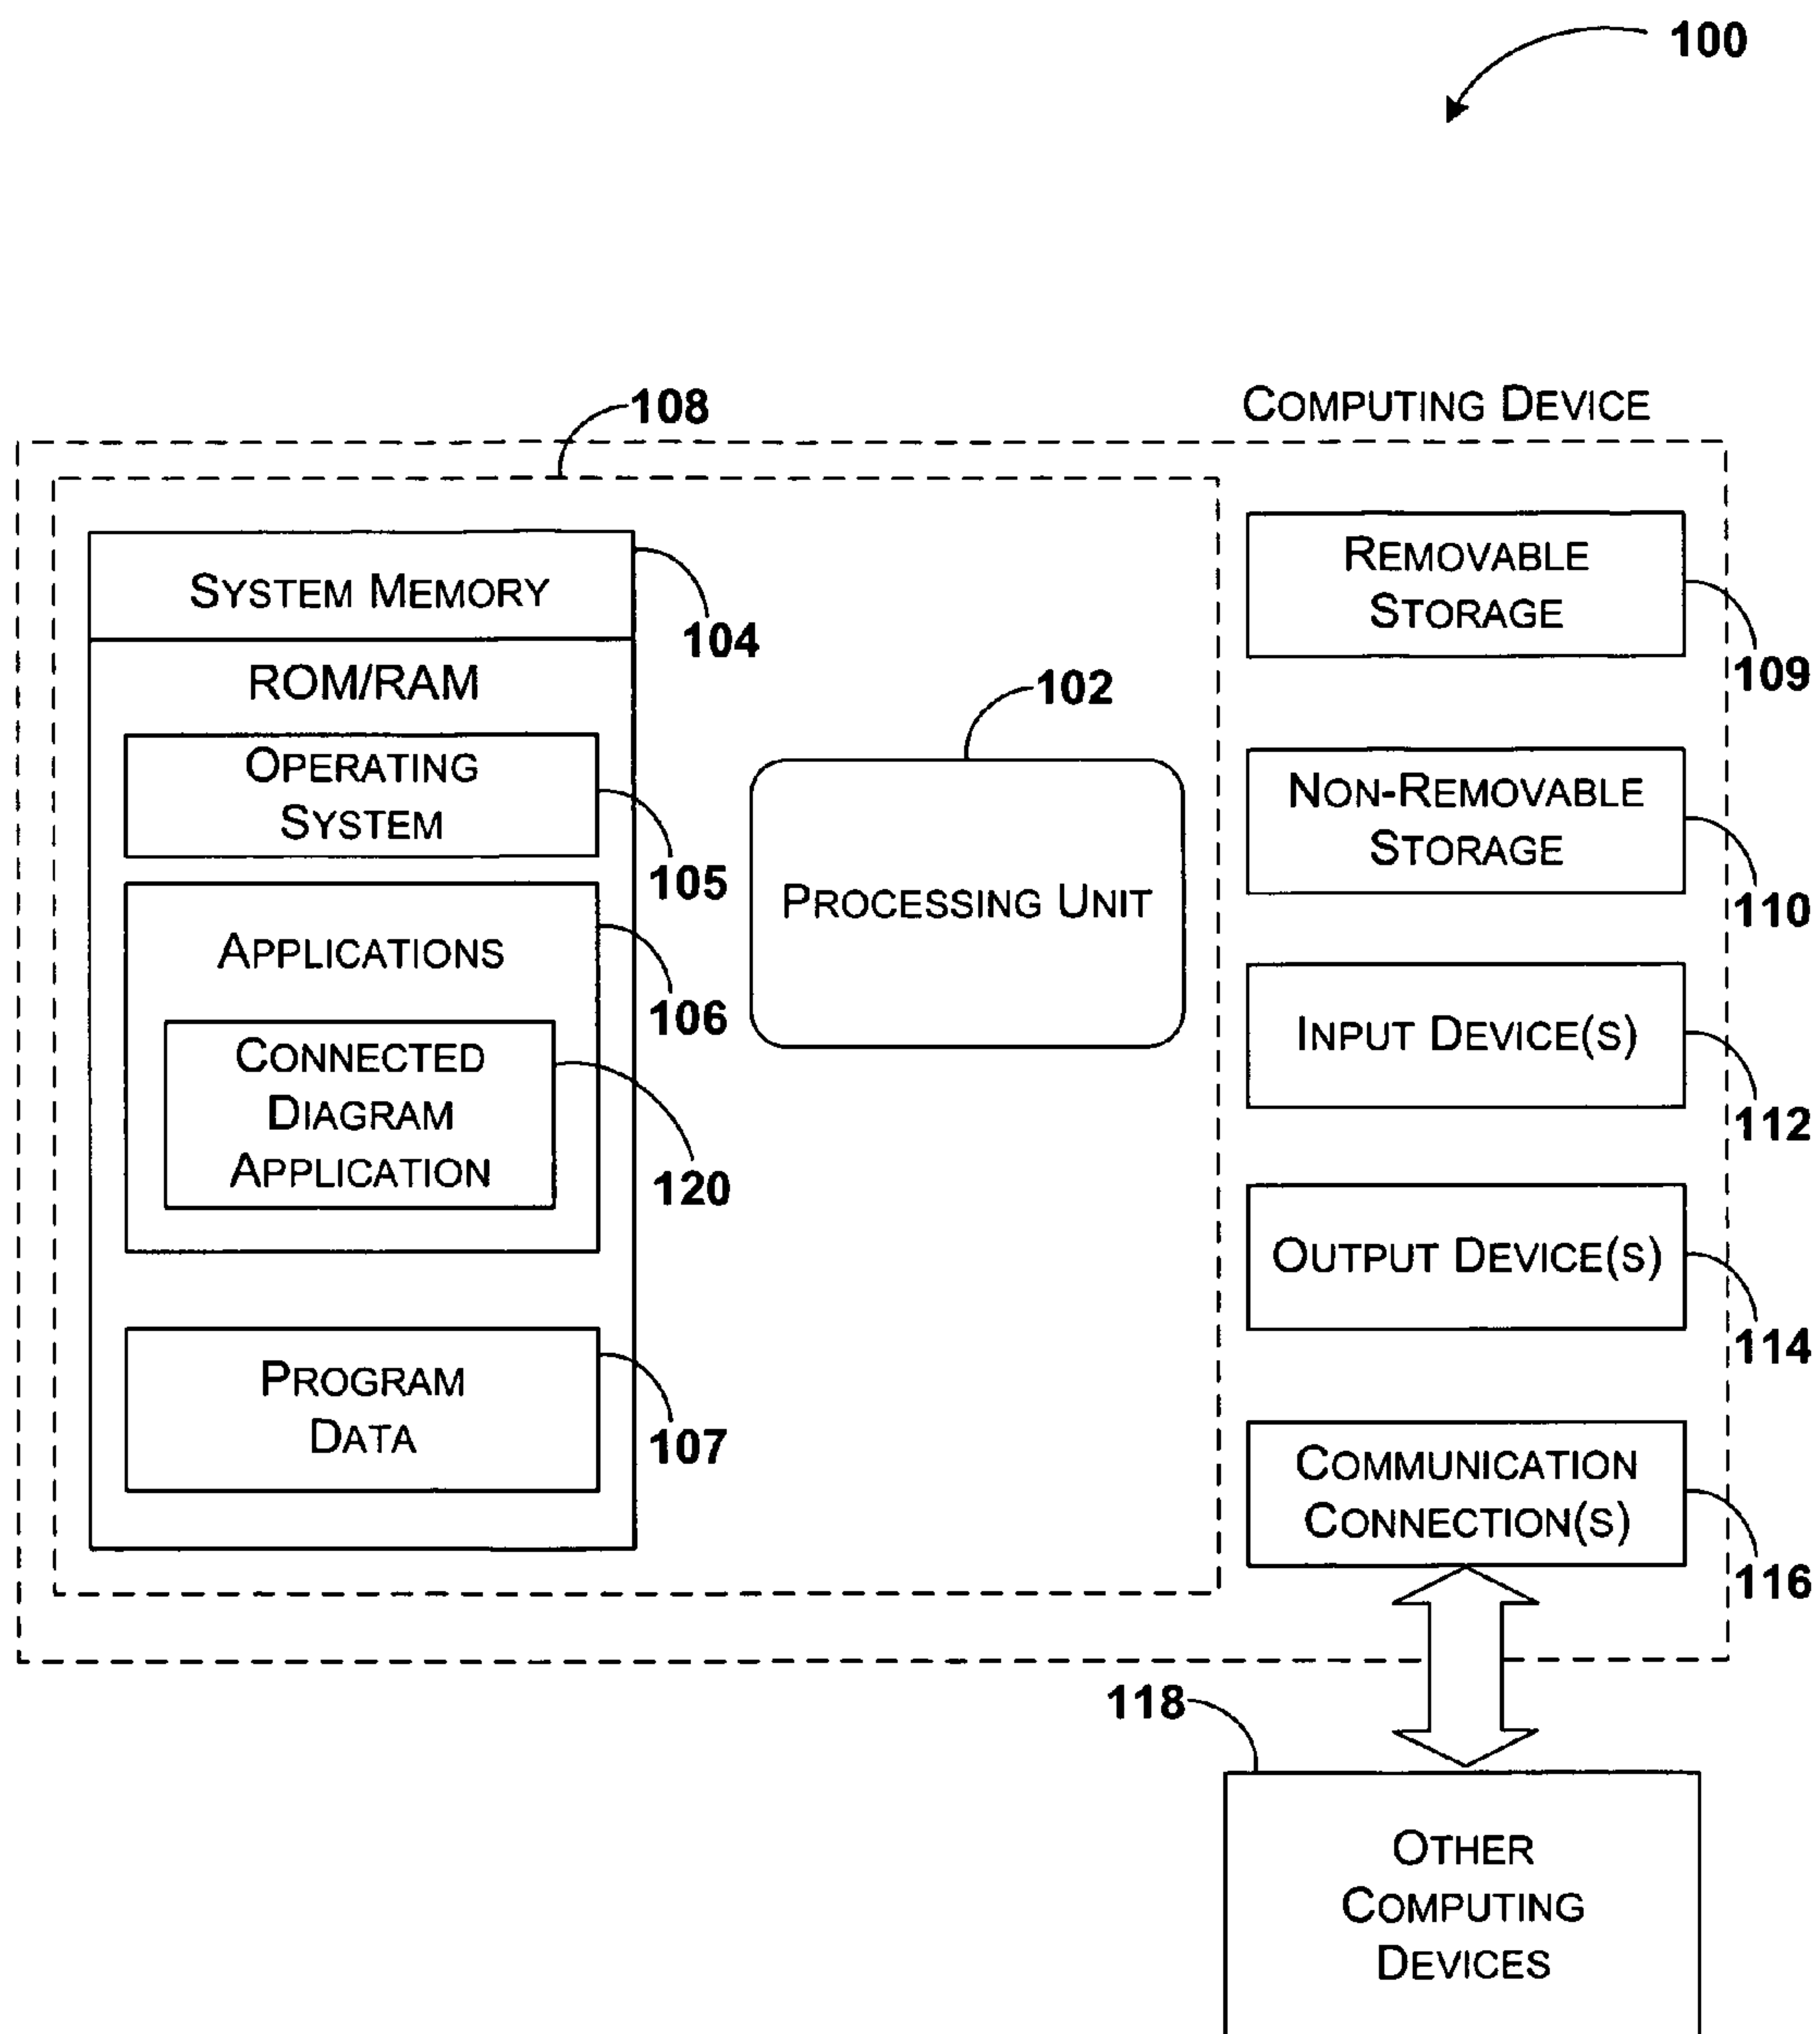 100
108
COMPUTING DEVICE
SYSTEM MEMORY
104
ROM/RAM
OPERATING
SYSTEM
105
APPLICATIONS
106
CONNECTED
DIAGRAM
APPLICATION
120
PROGRAM
DATA
107
102
PROCESSING UNIT
REMOVABLE
STORAGE
109
NON-REMOVABLE
STORAGE
110
INPUT DEVICE(S)
112
OUTPUT DEVICE(S)
114
COMMUNICATION
CONNECTION(S)
116
118
OTHER
COMPUTING
DEVICES